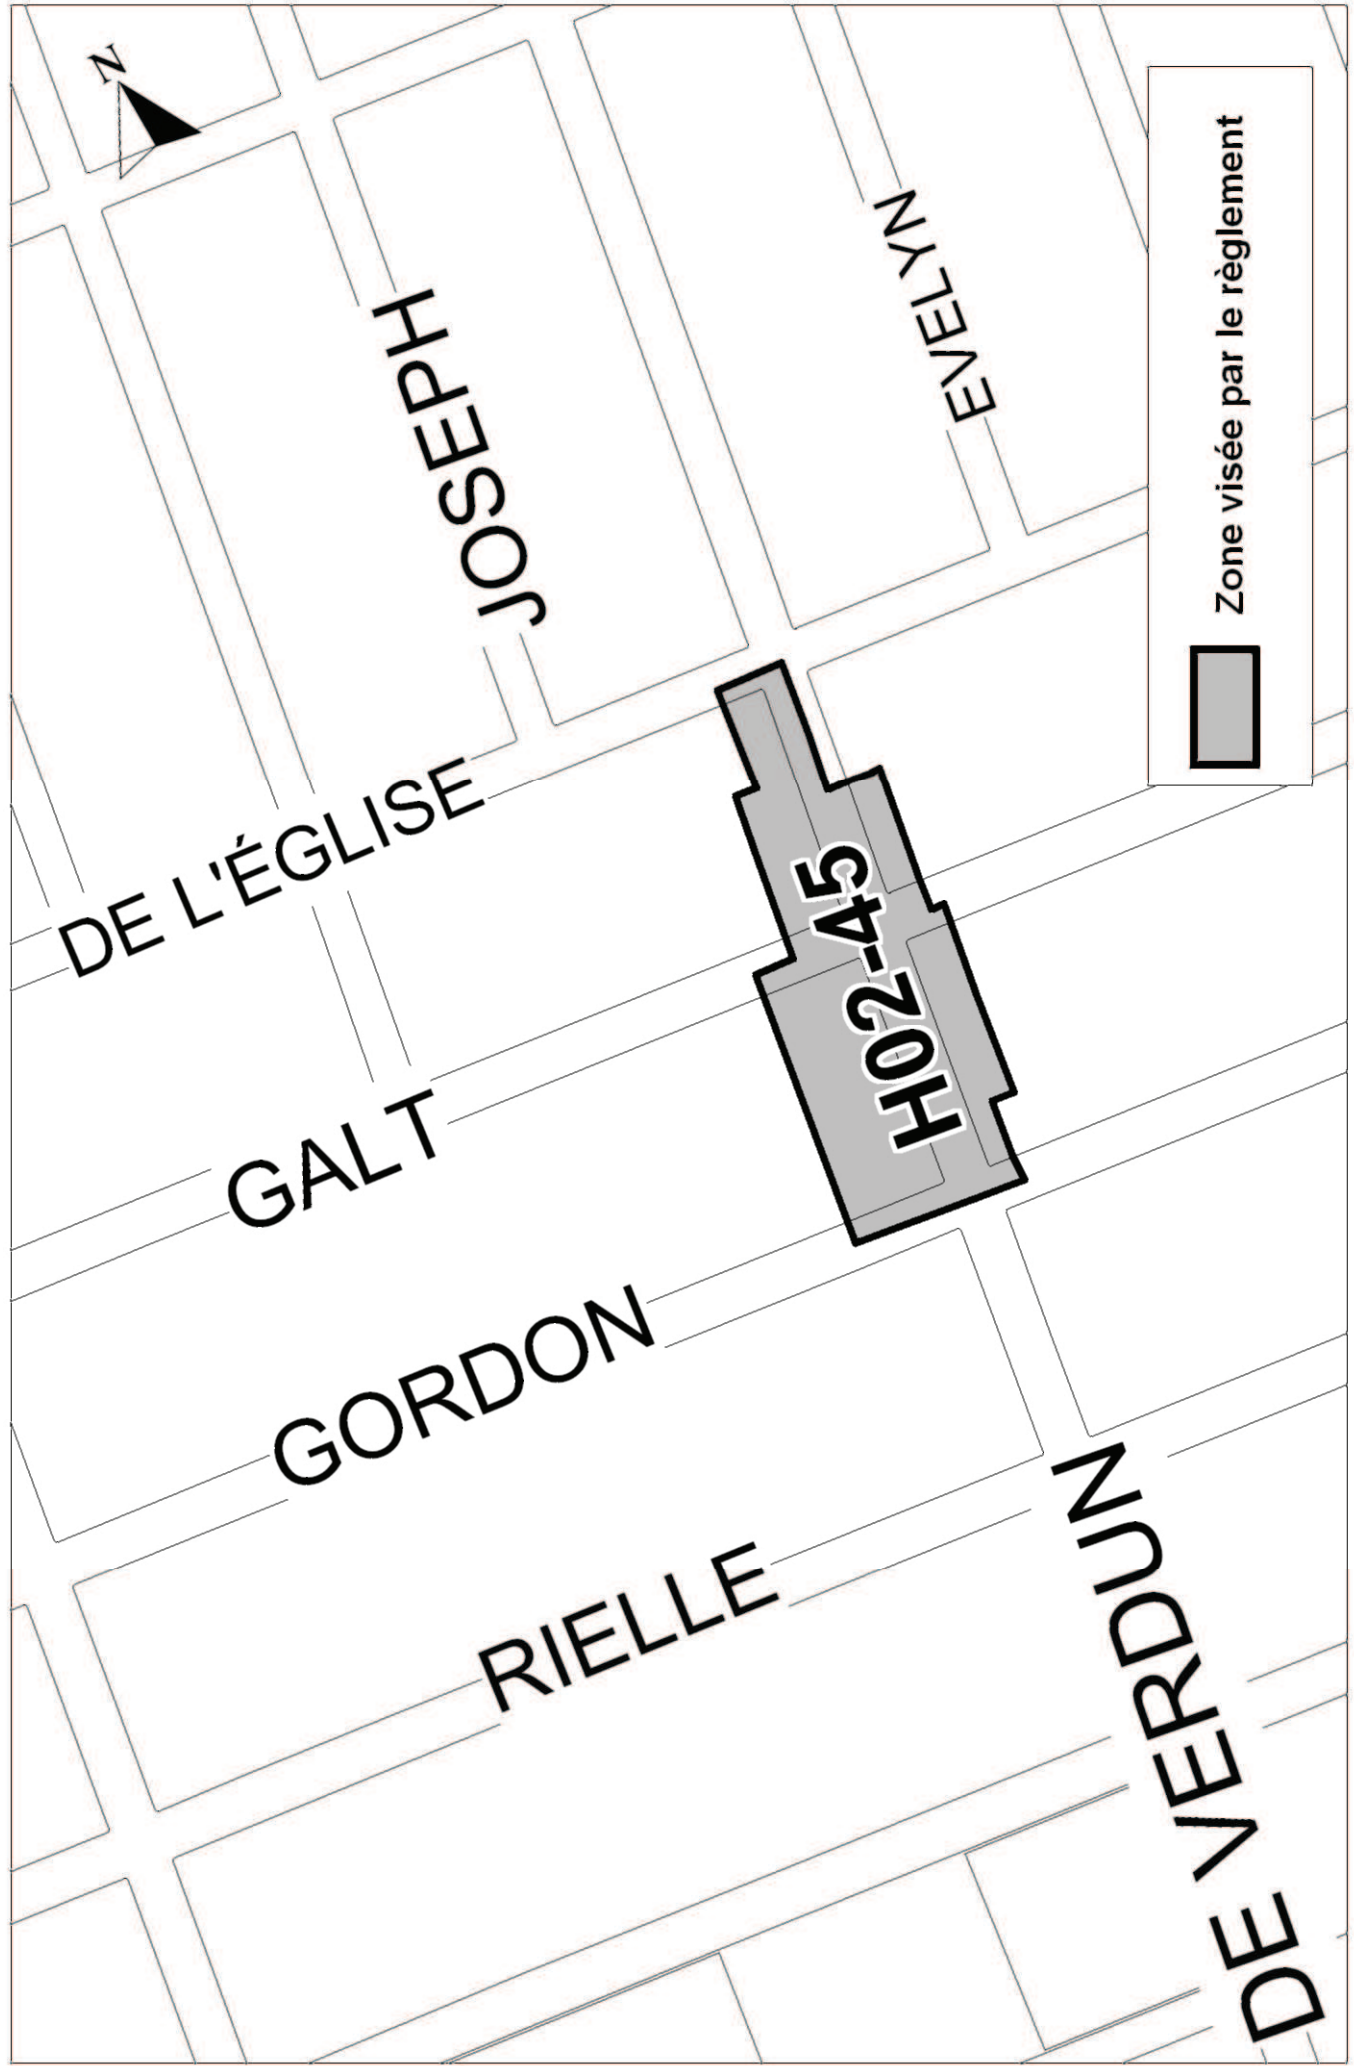 N
JOSEPH
EVELYN
DE L'ÉGLISE
GALT
H02-45
GORDON
RIELLE
DE VERDUN
Zone visée par le règlement